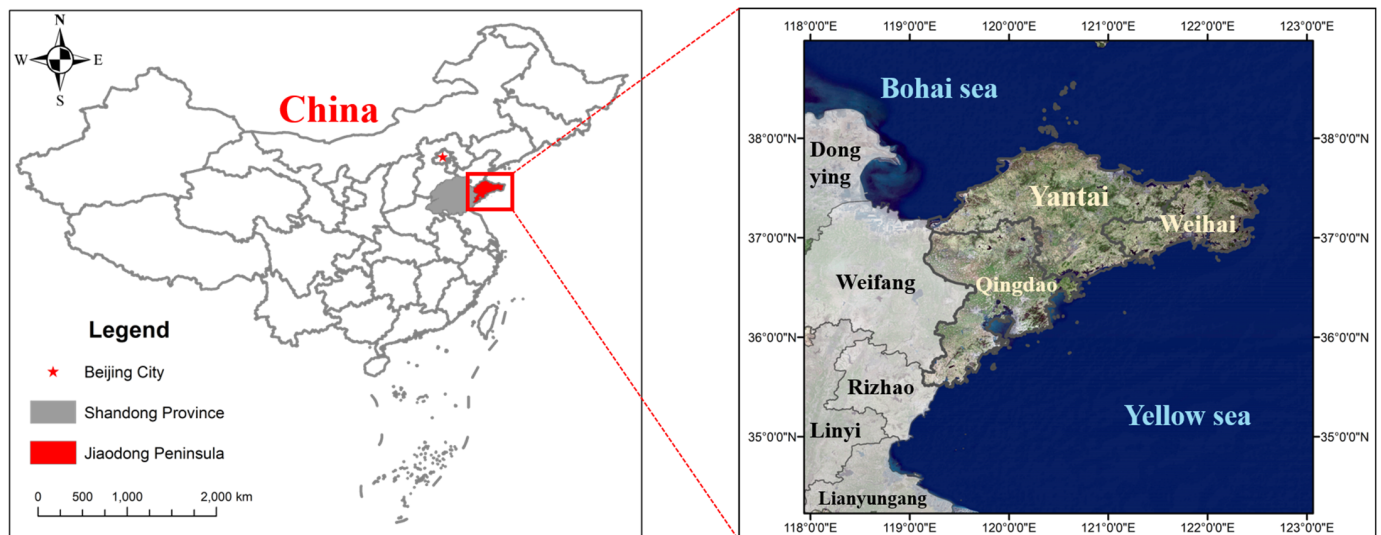 N
W
E
S
China
Legend
Beijing City
Shandong Province
Jiaodong Peninsula
0 500 1,000 2,000 km
118°0'0"E 119°0'0"E 120°0'0"E 121°0'0"E 122°0'0"E 123°0'0"E
38°0'0"N
37°0'0"N
36°0'0"N
35°0'0"N
Bohai sea
Dong
ying
Yantai
Weihai
Weifang
Qingdao
Rizhao
Yellow sea
Linyi
Lianyungang
38°0'0"N
37°0'0"N
36°0'0"N
35°0'0"N
118°0'0"E 119°0'0"E 120°0'0"E 121°0'0"E 122°0'0"E 123°0'0"E